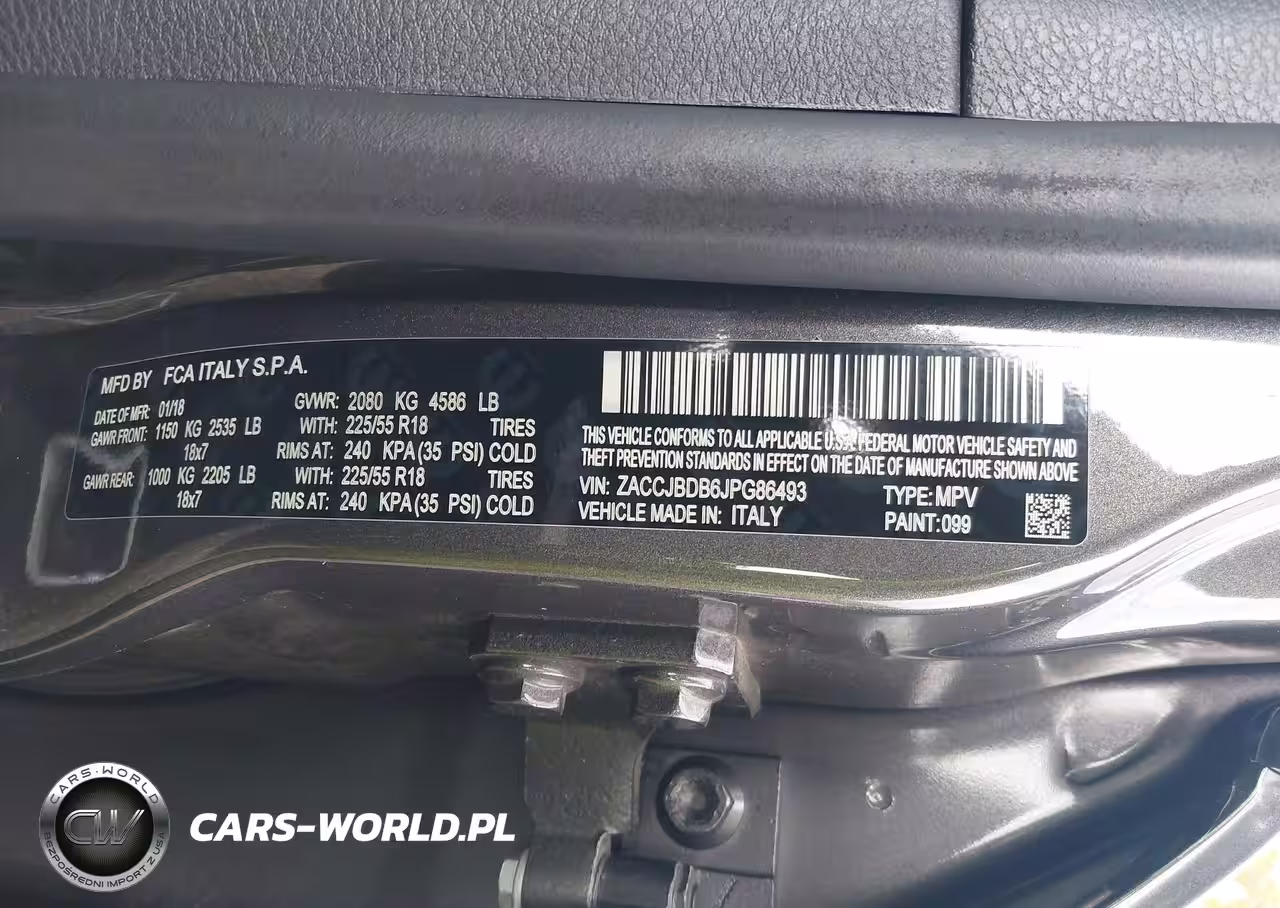 MFD BY FCA ITALY S.P.A.
DATE OF MFR: 01/18 GVWR: 2080 KG 4586 LB
GAWR FRONT: 1150 KG 2535 LB WITH: 225/55 R18 TIRES
18x7 RIMS AT: 240 KPA (35 PSI) COLD
GAWR REAR: 1000 KG 2205 LB WITH: 225/55 R18 TIRES
18x7 RIMS AT: 240 KPA (35 PSI) COLD
THIS VEHICLE CONFORMS TO ALL APPLICABLE U.S.A. FEDERAL MOTOR VEHICLE SAFETY AND
THEFT PREVENTION STANDARDS IN EFFECT ON THE DATE OF MANUFACTURE SHOWN ABOVE
VIN: ZACCJBDB6JPG86493 TYPE: MPV
VEHICLE MADE IN: ITALY PAINT: 099
CARS-WORLD
CW
BEZPOŚREDNI IMPORT Z USA
CARS-WORLD.PL